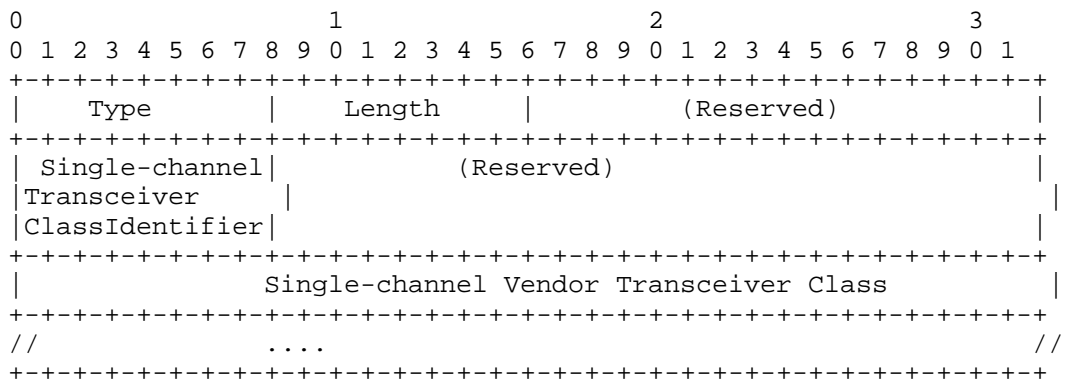 0                   1                   2                   3
0 1 2 3 4 5 6 7 8 9 0 1 2 3 4 5 6 7 8 9 0 1 2 3 4 5 6 7 8 9 0 1
+-+-+-+-+-+-+-+-+-+-+-+-+-+-+-+-+-+-+-+-+-+-+-+-+-+-+-+-+-+-+-+-+
|    Type       |    Length     |         (Reserved)            |
+-+-+-+-+-+-+-+-+-+-+-+-+-+-+-+-+-+-+-+-+-+-+-+-+-+-+-+-+-+-+-+-+
| Single-channel|           (Reserved)                          |
|Transceiver     |                                               |
|ClassIdentifier|                                               |
+-+-+-+-+-+-+-+-+-+-+-+-+-+-+-+-+-+-+-+-+-+-+-+-+-+-+-+-+-+-+-+-+
|               Single-channel Vendor Transceiver Class          |
+-+-+-+-+-+-+-+-+-+-+-+-+-+-+-+-+-+-+-+-+-+-+-+-+-+-+-+-+-+-+-+-+
//              ....                                            //
+-+-+-+-+-+-+-+-+-+-+-+-+-+-+-+-+-+-+-+-+-+-+-+-+-+-+-+-+-+-+-+-+